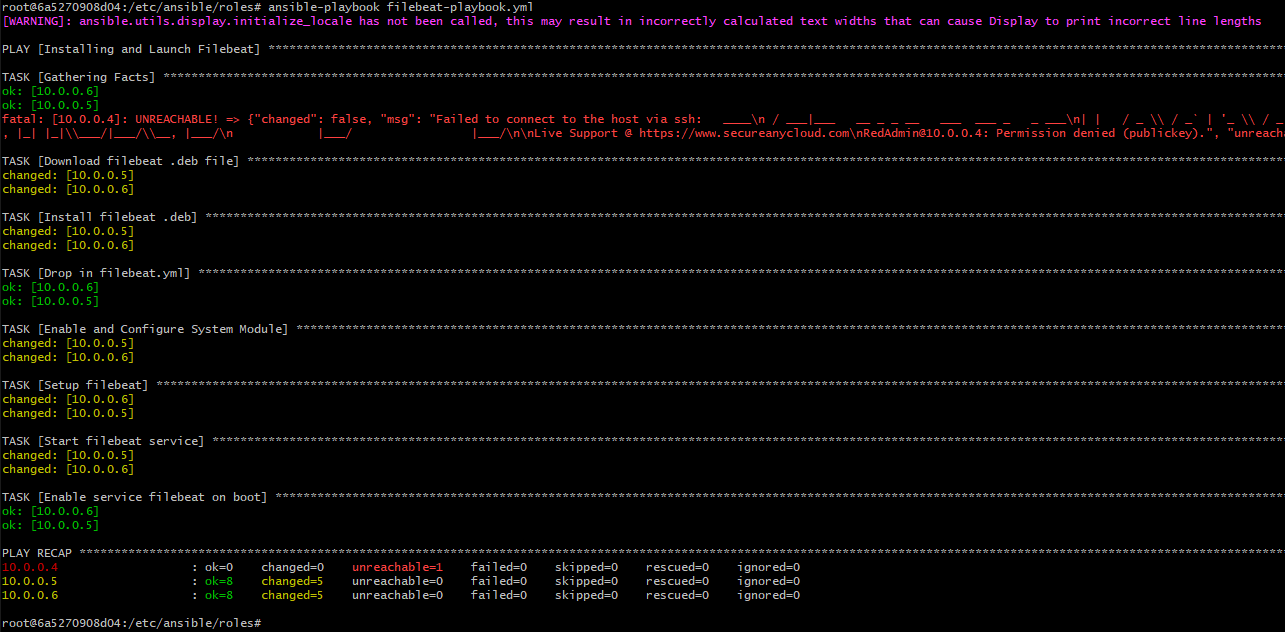 root@6a5270908d04:/etc/ansible/roles# ansible-playbook filebeat-playbook.yml
[WARNING]: ansible.utils.display.initialize_locale has not been called, this may result in incorrectly calculated text widths that can cause Display to print incorrect line lengths
PLAY [Installing and Launch Filebeat] **************************************************************************************************************************************************
TASK [Gathering Facts] *****************************************************************************************************************************************************************
ok: [10.0.0.6]
ok: [10.0.0.5]
fatal: [10.0.0.4]: UNREACHABLE! => {"changed": false, "msg": "Failed to connect to the host via ssh:   ____\n / ___|___   __ _ _ __   ___  ___ _   _ ___\n| |   / _ \\ / _` | '_ \\ / _
, |_| |_|\\___/|___/\\__, |___/\n            |___/                 |___/\n\nLive Support @ https://www.secureanycloud.com\nRedAdmin@10.0.0.4: Permission denied (publickey).", "unreacha
TASK [Download filebeat .deb file] *****************************************************************************************************************************************************
changed: [10.0.0.5]
changed: [10.0.0.6]
TASK [Install filebeat .deb] ***********************************************************************************************************************************************************
changed: [10.0.0.5]
changed: [10.0.0.6]
TASK [Drop in filebeat.yml] ************************************************************************************************************************************************************
ok: [10.0.0.6]
ok: [10.0.0.5]
TASK [Enable and Configure System Module] **********************************************************************************************************************************************
changed: [10.0.0.5]
changed: [10.0.0.6]
TASK [Setup filebeat] ******************************************************************************************************************************************************************
changed: [10.0.0.6]
changed: [10.0.0.5]
TASK [Start filebeat service] **********************************************************************************************************************************************************
changed: [10.0.0.5]
changed: [10.0.0.6]
TASK [Enable service filebeat on boot] *************************************************************************************************************************************************
ok: [10.0.0.6]
ok: [10.0.0.5]
PLAY RECAP *****************************************************************************************************************************************************************************
10.0.0.4                   : ok=0    changed=0    unreachable=1    failed=0    skipped=0    rescued=0    ignored=0
10.0.0.5                   : ok=8    changed=5    unreachable=0    failed=0    skipped=0    rescued=0    ignored=0
10.0.0.6                   : ok=8    changed=5    unreachable=0    failed=0    skipped=0    rescued=0    ignored=0
root@6a5270908d04:/etc/ansible/roles#